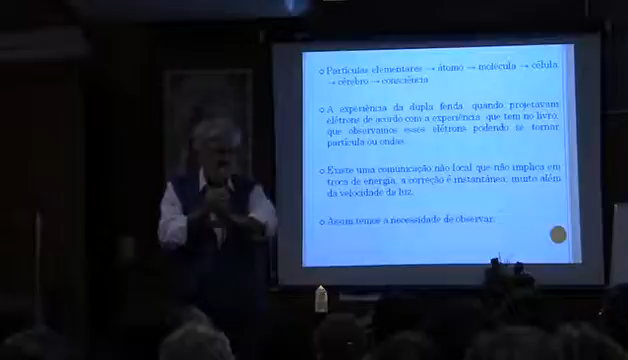 Partículas elementares → átomo → molécula → célula
→ cérebro → consciência
A experiência da dupla fenda quando projetavam
elétrons de acordo com a experiência que tem no livro,
que observamos esses elétrons podendo se tornar
partícula ou ondas.
Existe uma comunicação não local que não implica em
troca de energia, a correção é instantânea, muito além
da velocidade da luz.
Assim temos a necessidade de observar.